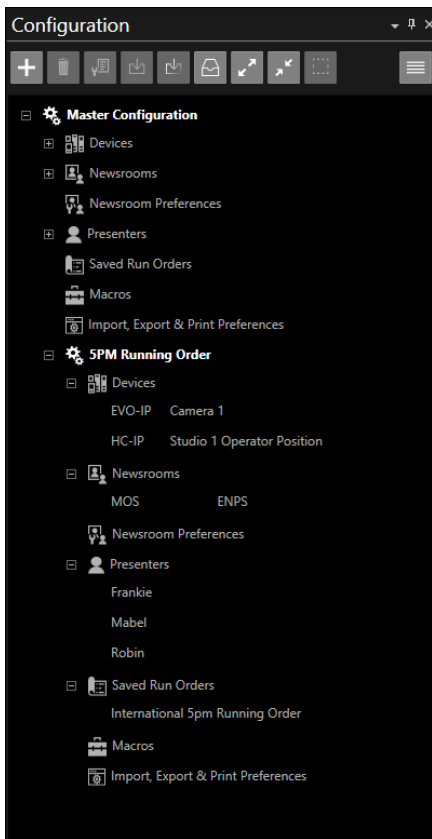 Configuration
Master Configuration
Devices
Newsrooms
Newsroom Preferences
Presenters
Saved Run Orders
Macros
Import, Export & Print Preferences
5PM Running Order
Devices
EVO-IP Camera 1
HC-IP Studio 1 Operator Position
Newsrooms
MOS ENPS
Newsroom Preferences
Presenters
Frankie
Mabel
Robin
Saved Run Orders
International 5pm Running Order
Macros
Import, Export & Print Preferences